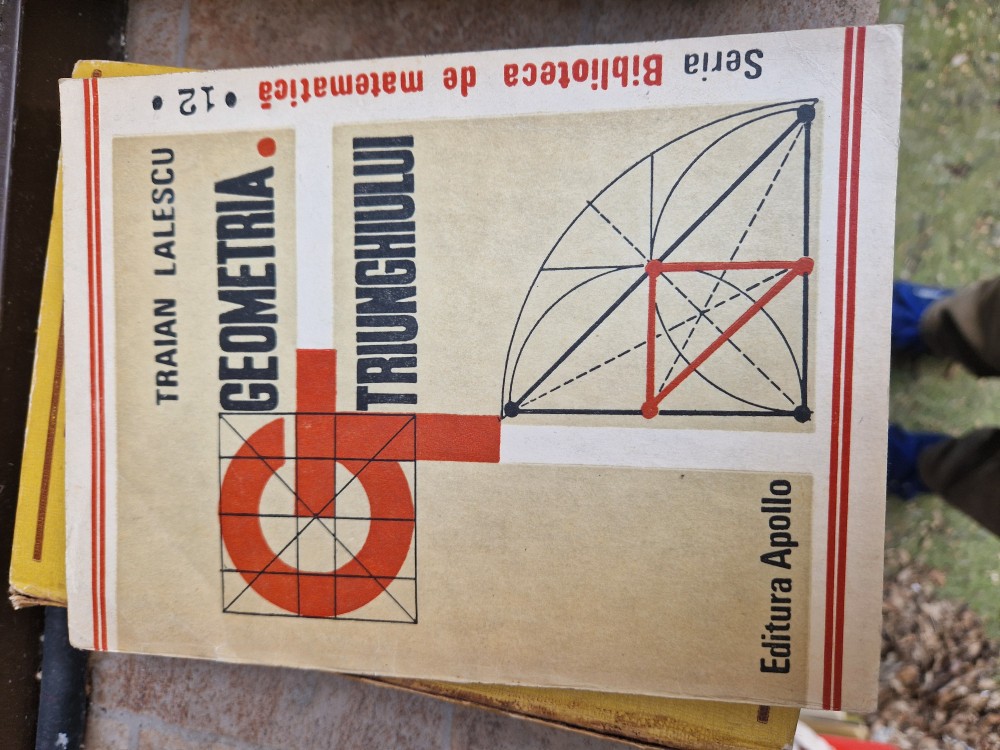 Seria Biblioteca de matematică • 12 •
TRAIAN LALESCU
GEOMETRIA
TRIUNGHIULUI
Editura Apollo